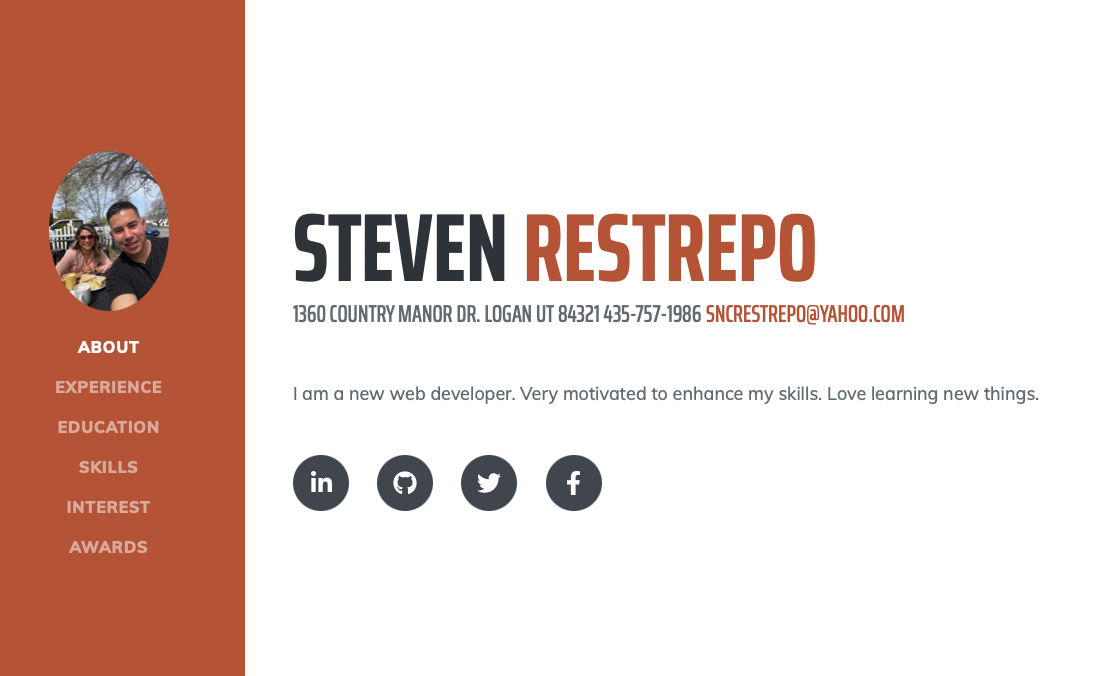 ABOUT
EXPERIENCE
EDUCATION
SKILLS
INTEREST
AWARDS
STEVEN RESTREPO
1360 COUNTRY MANOR DR. LOGAN UT 84321 435-757-1986 SNCRESTREPO@YAHOO.COM
I am a new web developer. Very motivated to enhance my skills. Love learning new things.
in
f